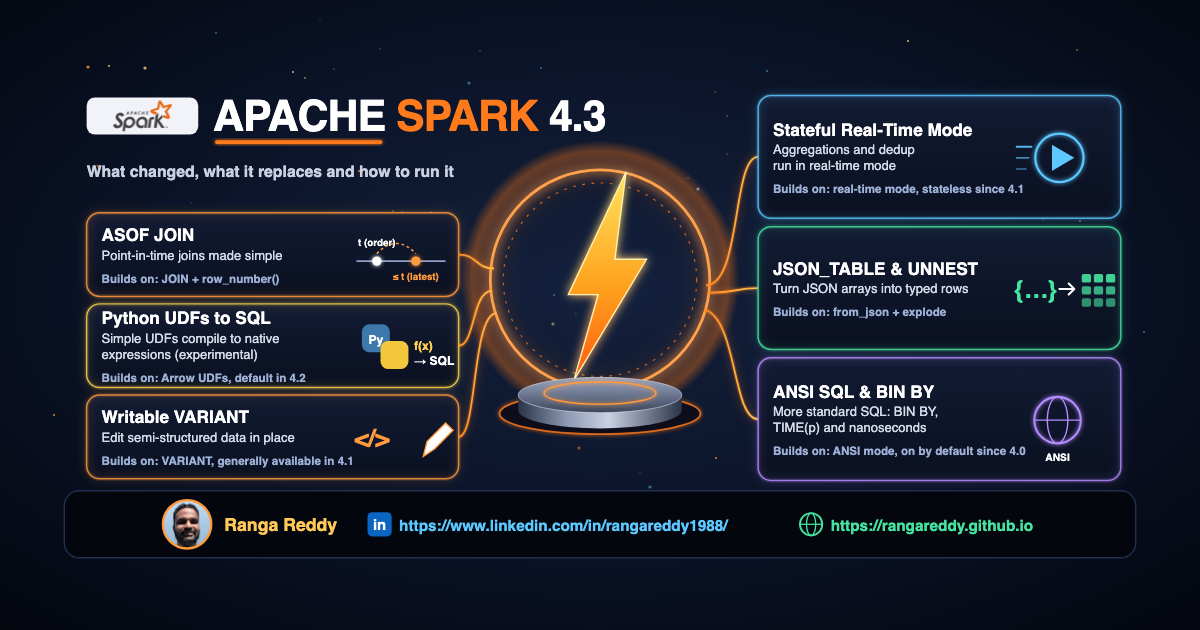 APACHE
Spark
APACHE SPARK 4.3
What changed, what it replaces and how to run it
ASOF JOIN
Point-in-time joins made simple
Builds on: JOIN + row_number()
t (order)
≤ t (latest)
Python UDFs to SQL
Simple UDFs compile to native
expressions (experimental)
Builds on: Arrow UDFs, default in 4.2
Py
f(x)
→ SQL
Writable VARIANT
Edit semi-structured data in place
Builds on: VARIANT, generally available in 4.1
</>
Stateful Real-Time Mode
Aggregations and dedup
run in real-time mode
Builds on: real-time mode, stateless since 4.1
JSON_TABLE & UNNEST
Turn JSON arrays into typed rows
Builds on: from_json + explode
{...}→
ANSI SQL & BIN BY
More standard SQL: BIN BY,
TIME(p) and nanoseconds
Builds on: ANSI mode, on by default since 4.0
ANSI
Ranga Reddy
in
https://www.linkedin.com/in/rangareddy1988/
https://rangareddy.github.io